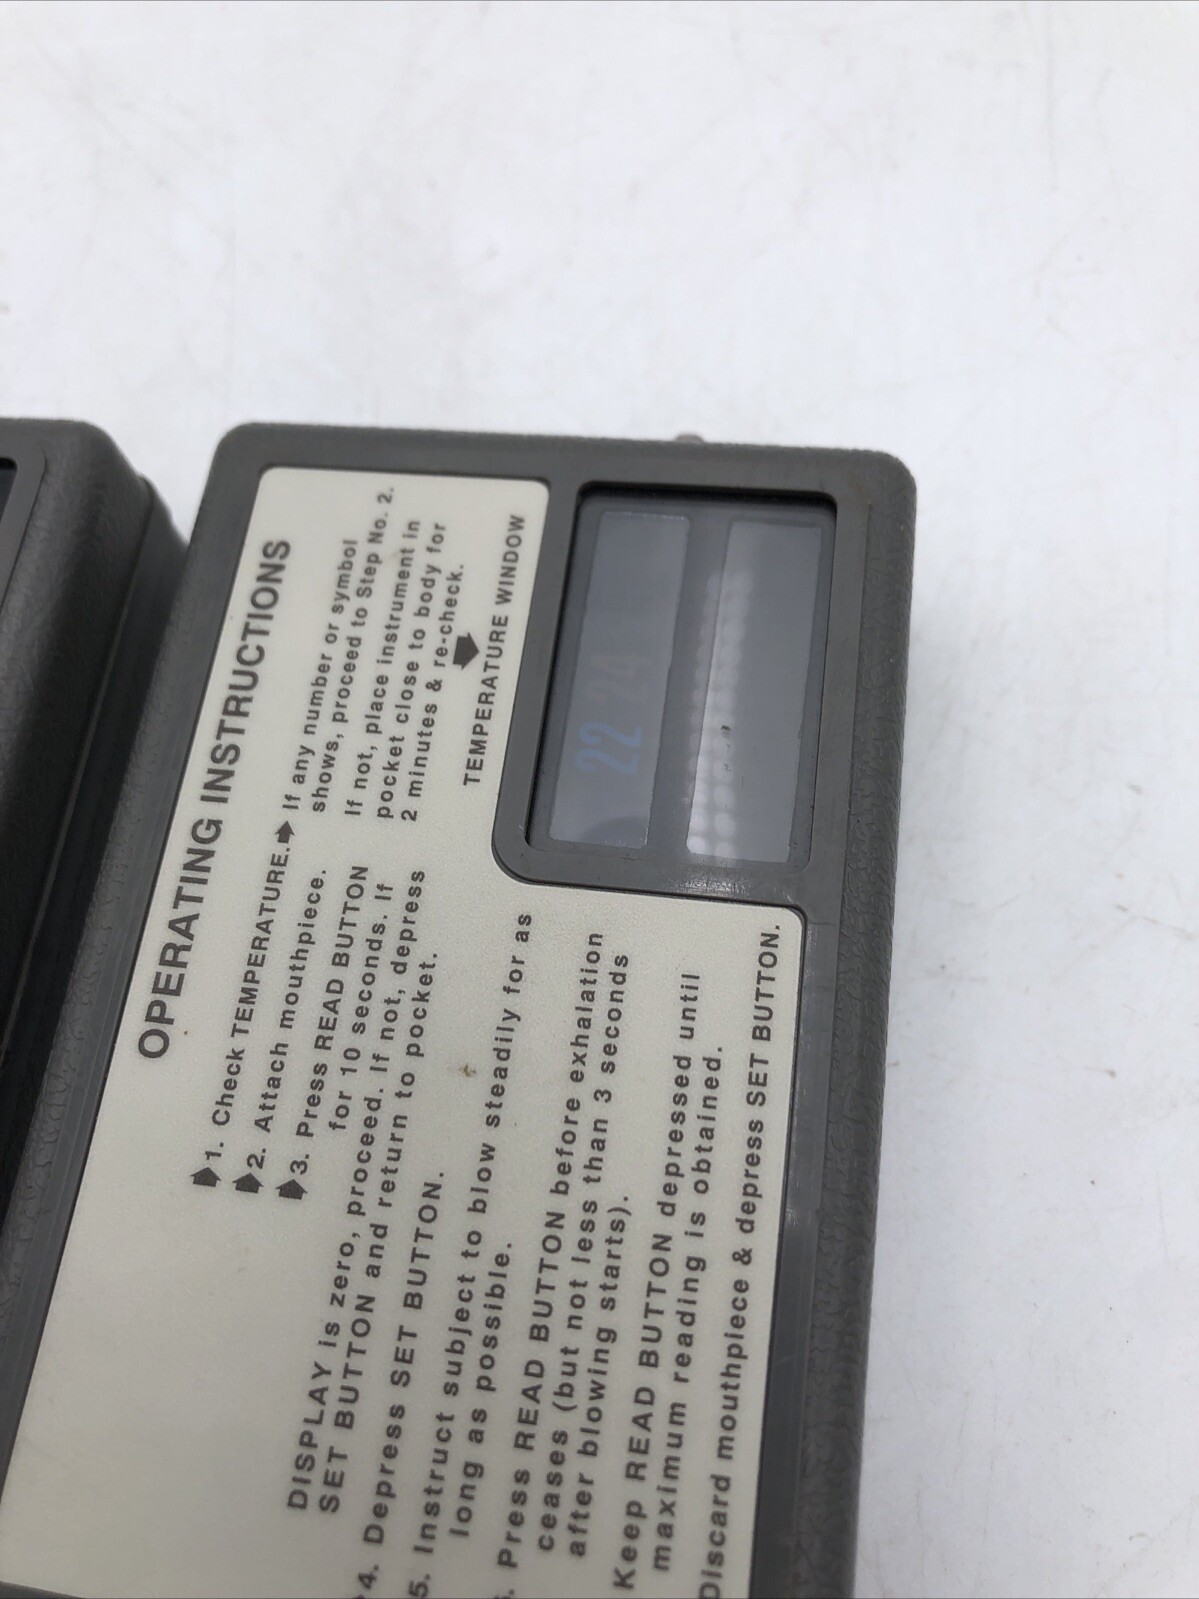 OPERATING INSTRUCTIONS
1. Check TEMPERATURE.
If any number or symbol
shows, proceed to Step No. 2.
If not, place instrument in
pocket close to body for
2 minutes & re-check.
TEMPERATURE WINDOW
22 24
2. Attach mouthpiece.
3. Press READ BUTTON
for 10 seconds. If
DISPLAY is zero, proceed. If not, depress
SET BUTTON and return to pocket.
4. Depress SET BUTTON.
5. Instruct subject to blow steadily for as
long as possible.
Press READ BUTTON before exhalation
ceases (but not less than 3 seconds
after blowing starts).
Keep READ BUTTON depressed until
maximum reading is obtained.
Discard mouthpiece & depress SET BUTTON.